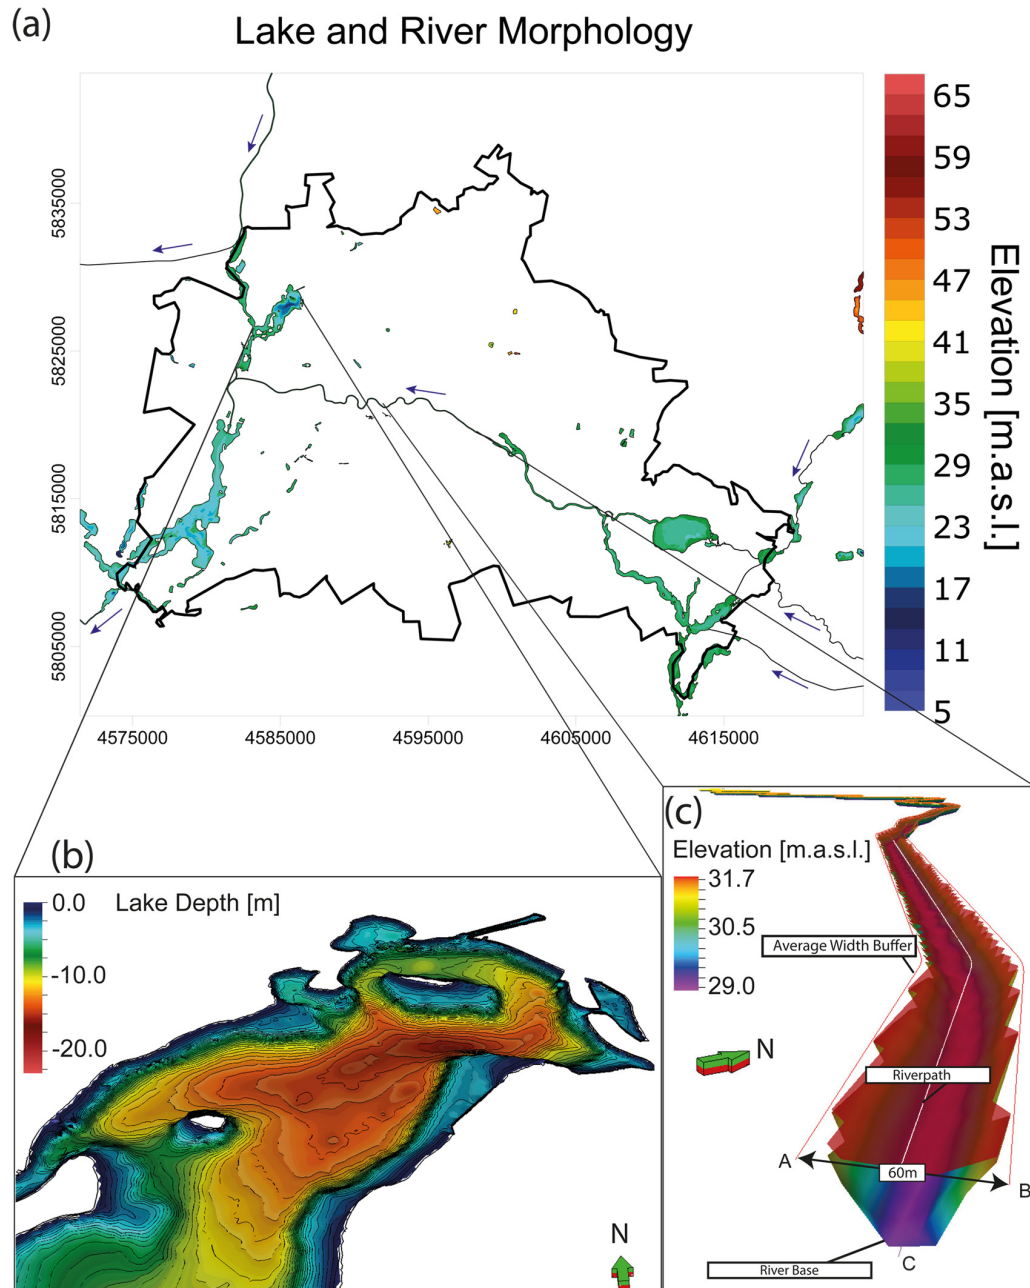 (a)
Lake and River Morphology
5835000
5825000
5815000
5805000
4575000
4585000
4595000
4605000
4615000
65
59
53
47
41
35
29
23
17
11
5
Elevation [m.a.s.l.]
(b)
0.0
Lake Depth [m]
-10.0
-20.0
N
(c)
Elevation [m.a.s.l.]
31.7
30.5
29.0
Average Width Buffer
N
Riverpath
A
60m
B
River Base
C